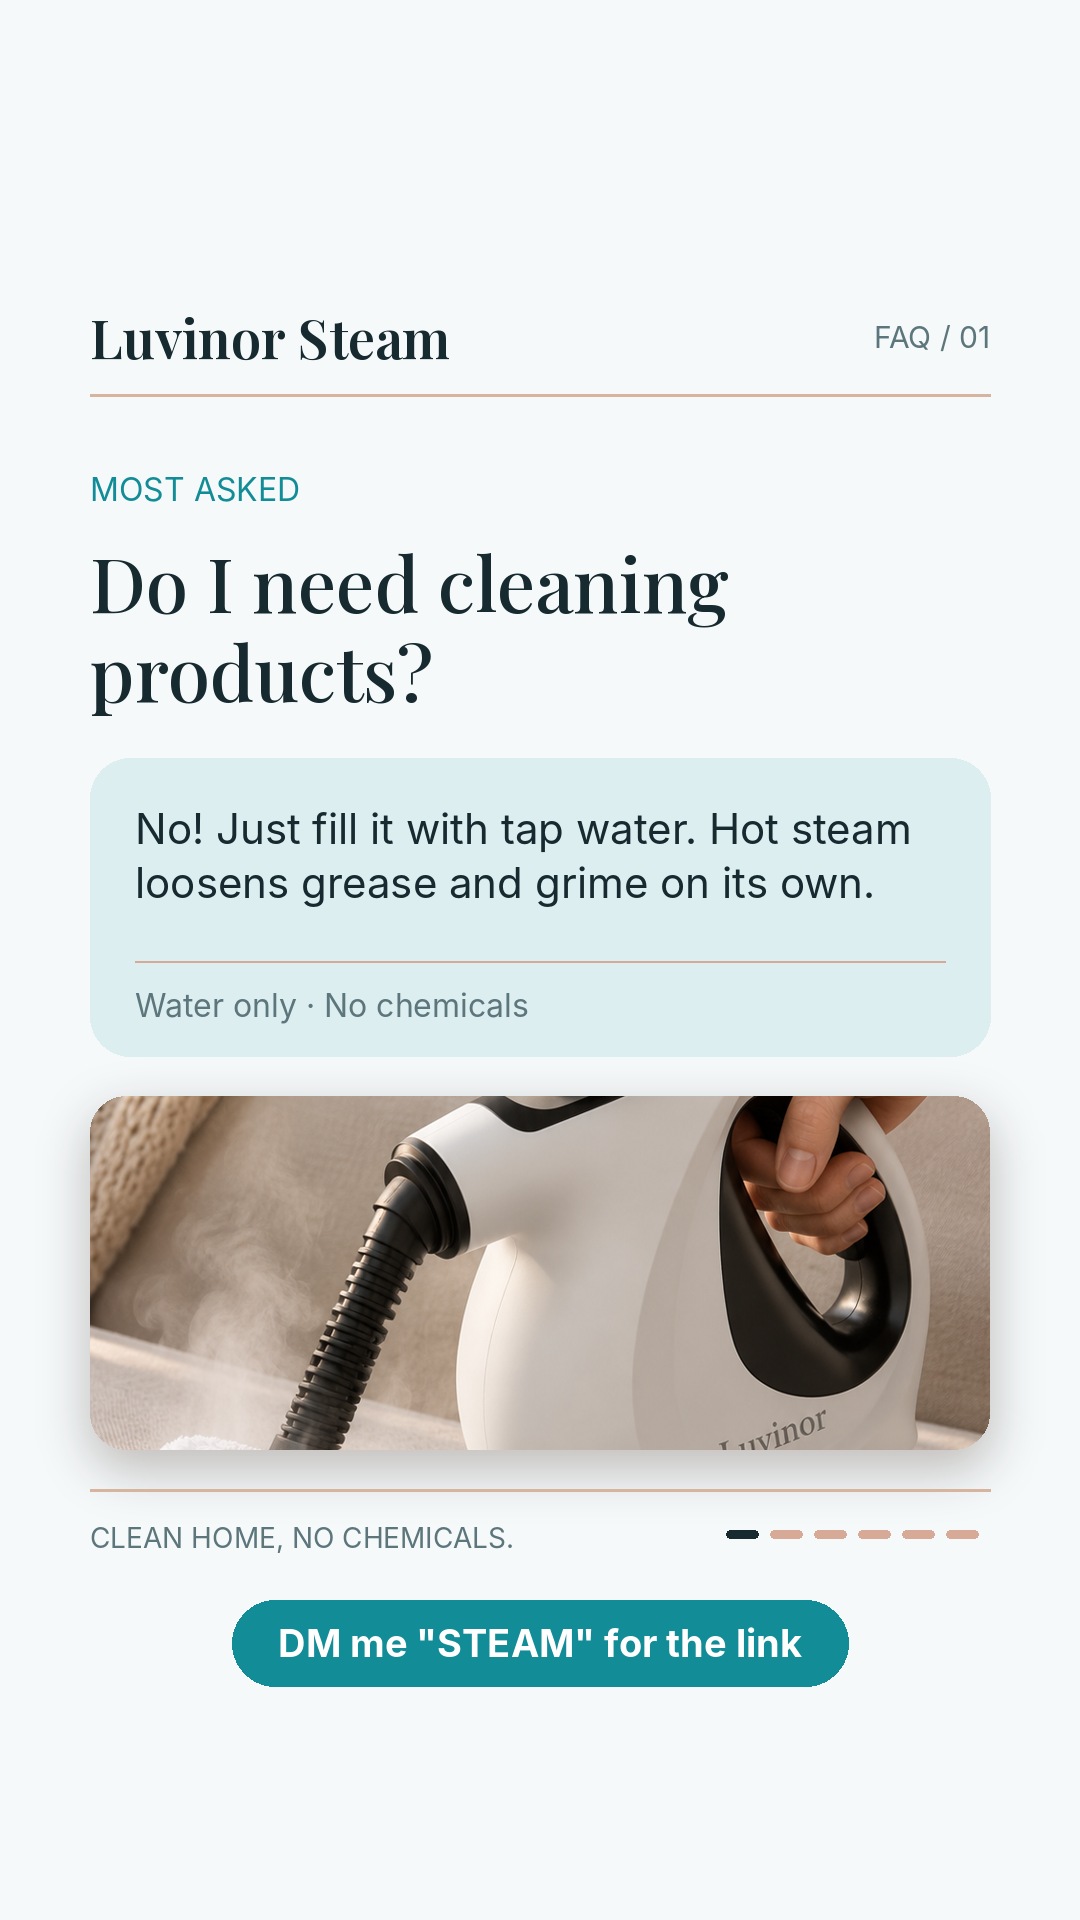 Luvinor Steam
FAQ / 01
MOST ASKED
Do I need cleaning
products?
No! Just fill it with tap water. Hot steam
loosens grease and grime on its own.
Water only · No chemicals
Luvinor
CLEAN HOME, NO CHEMICALS.
DM me "STEAM" for the link